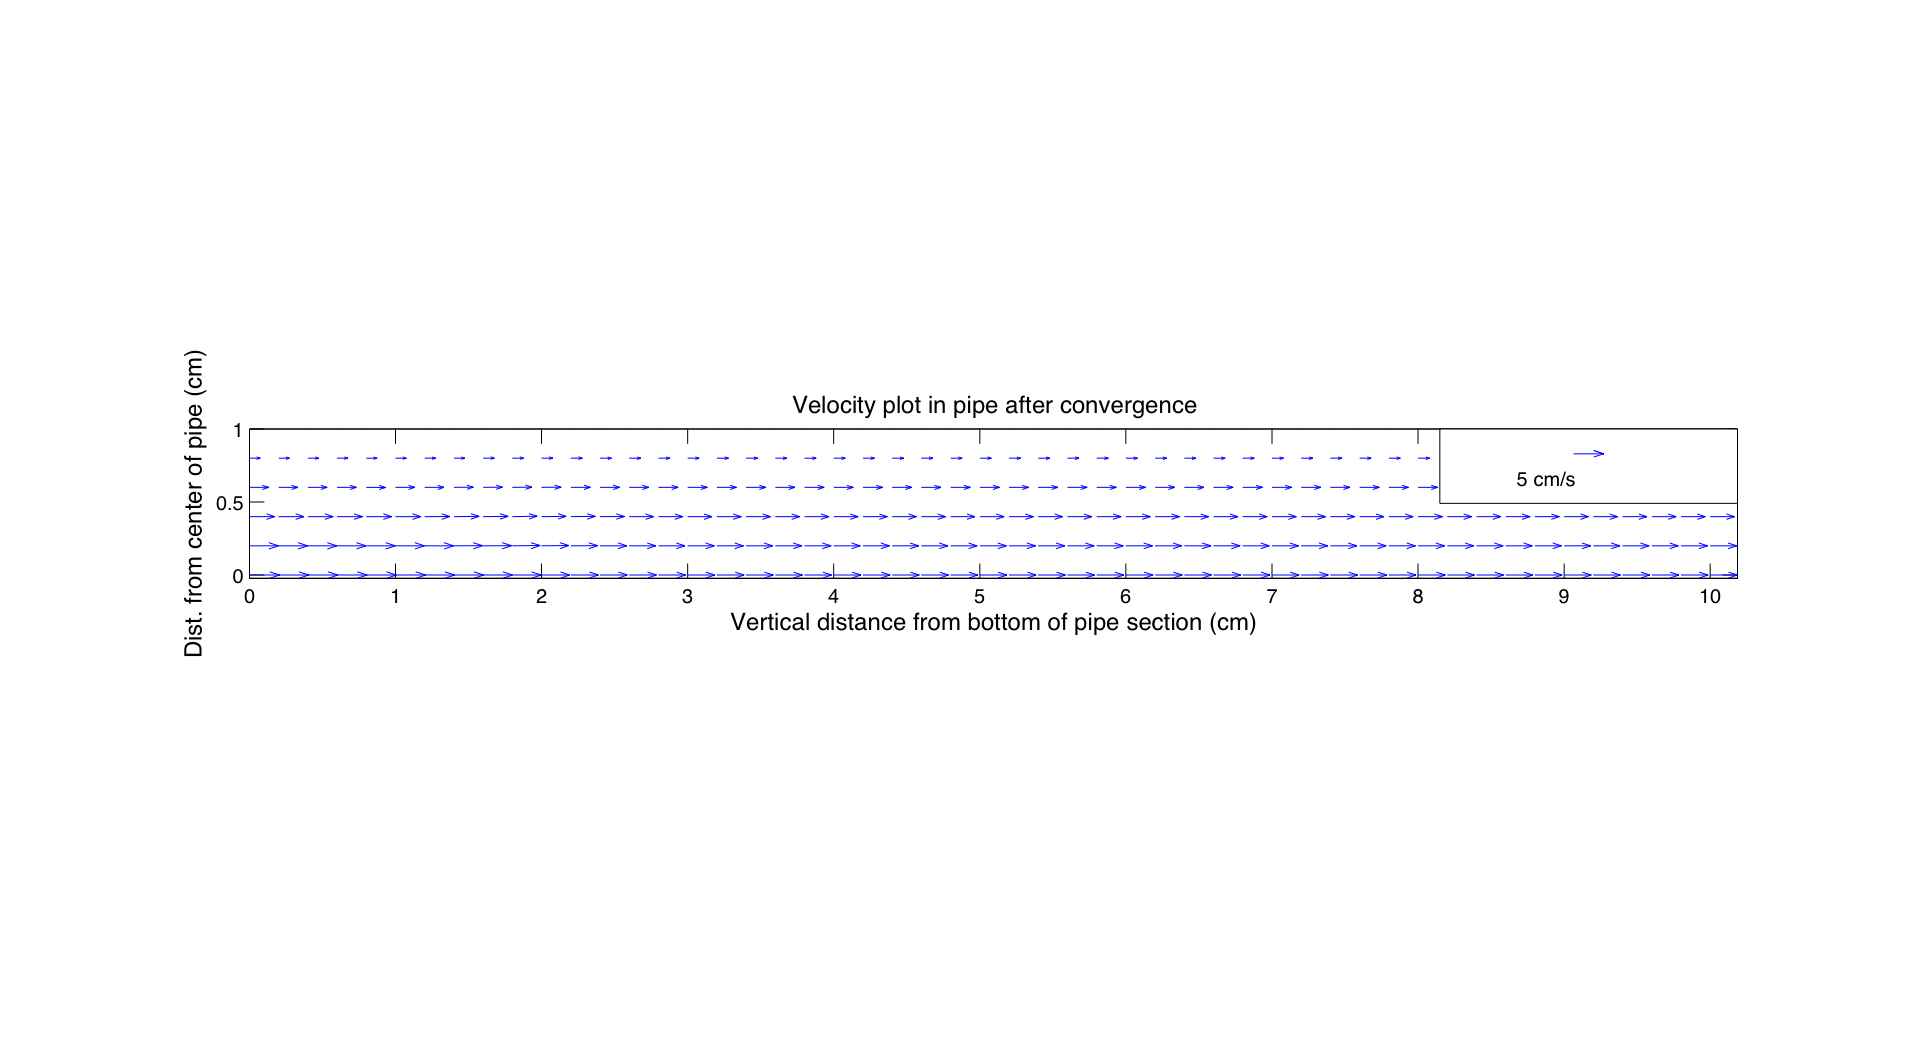 Velocity plot in pipe after convergence
Dist. from center of pipe (cm)
1
0.5
0
5 cm/s
0 1 2 3 4 5 6 7 8 9 10
Vertical distance from bottom of pipe section (cm)